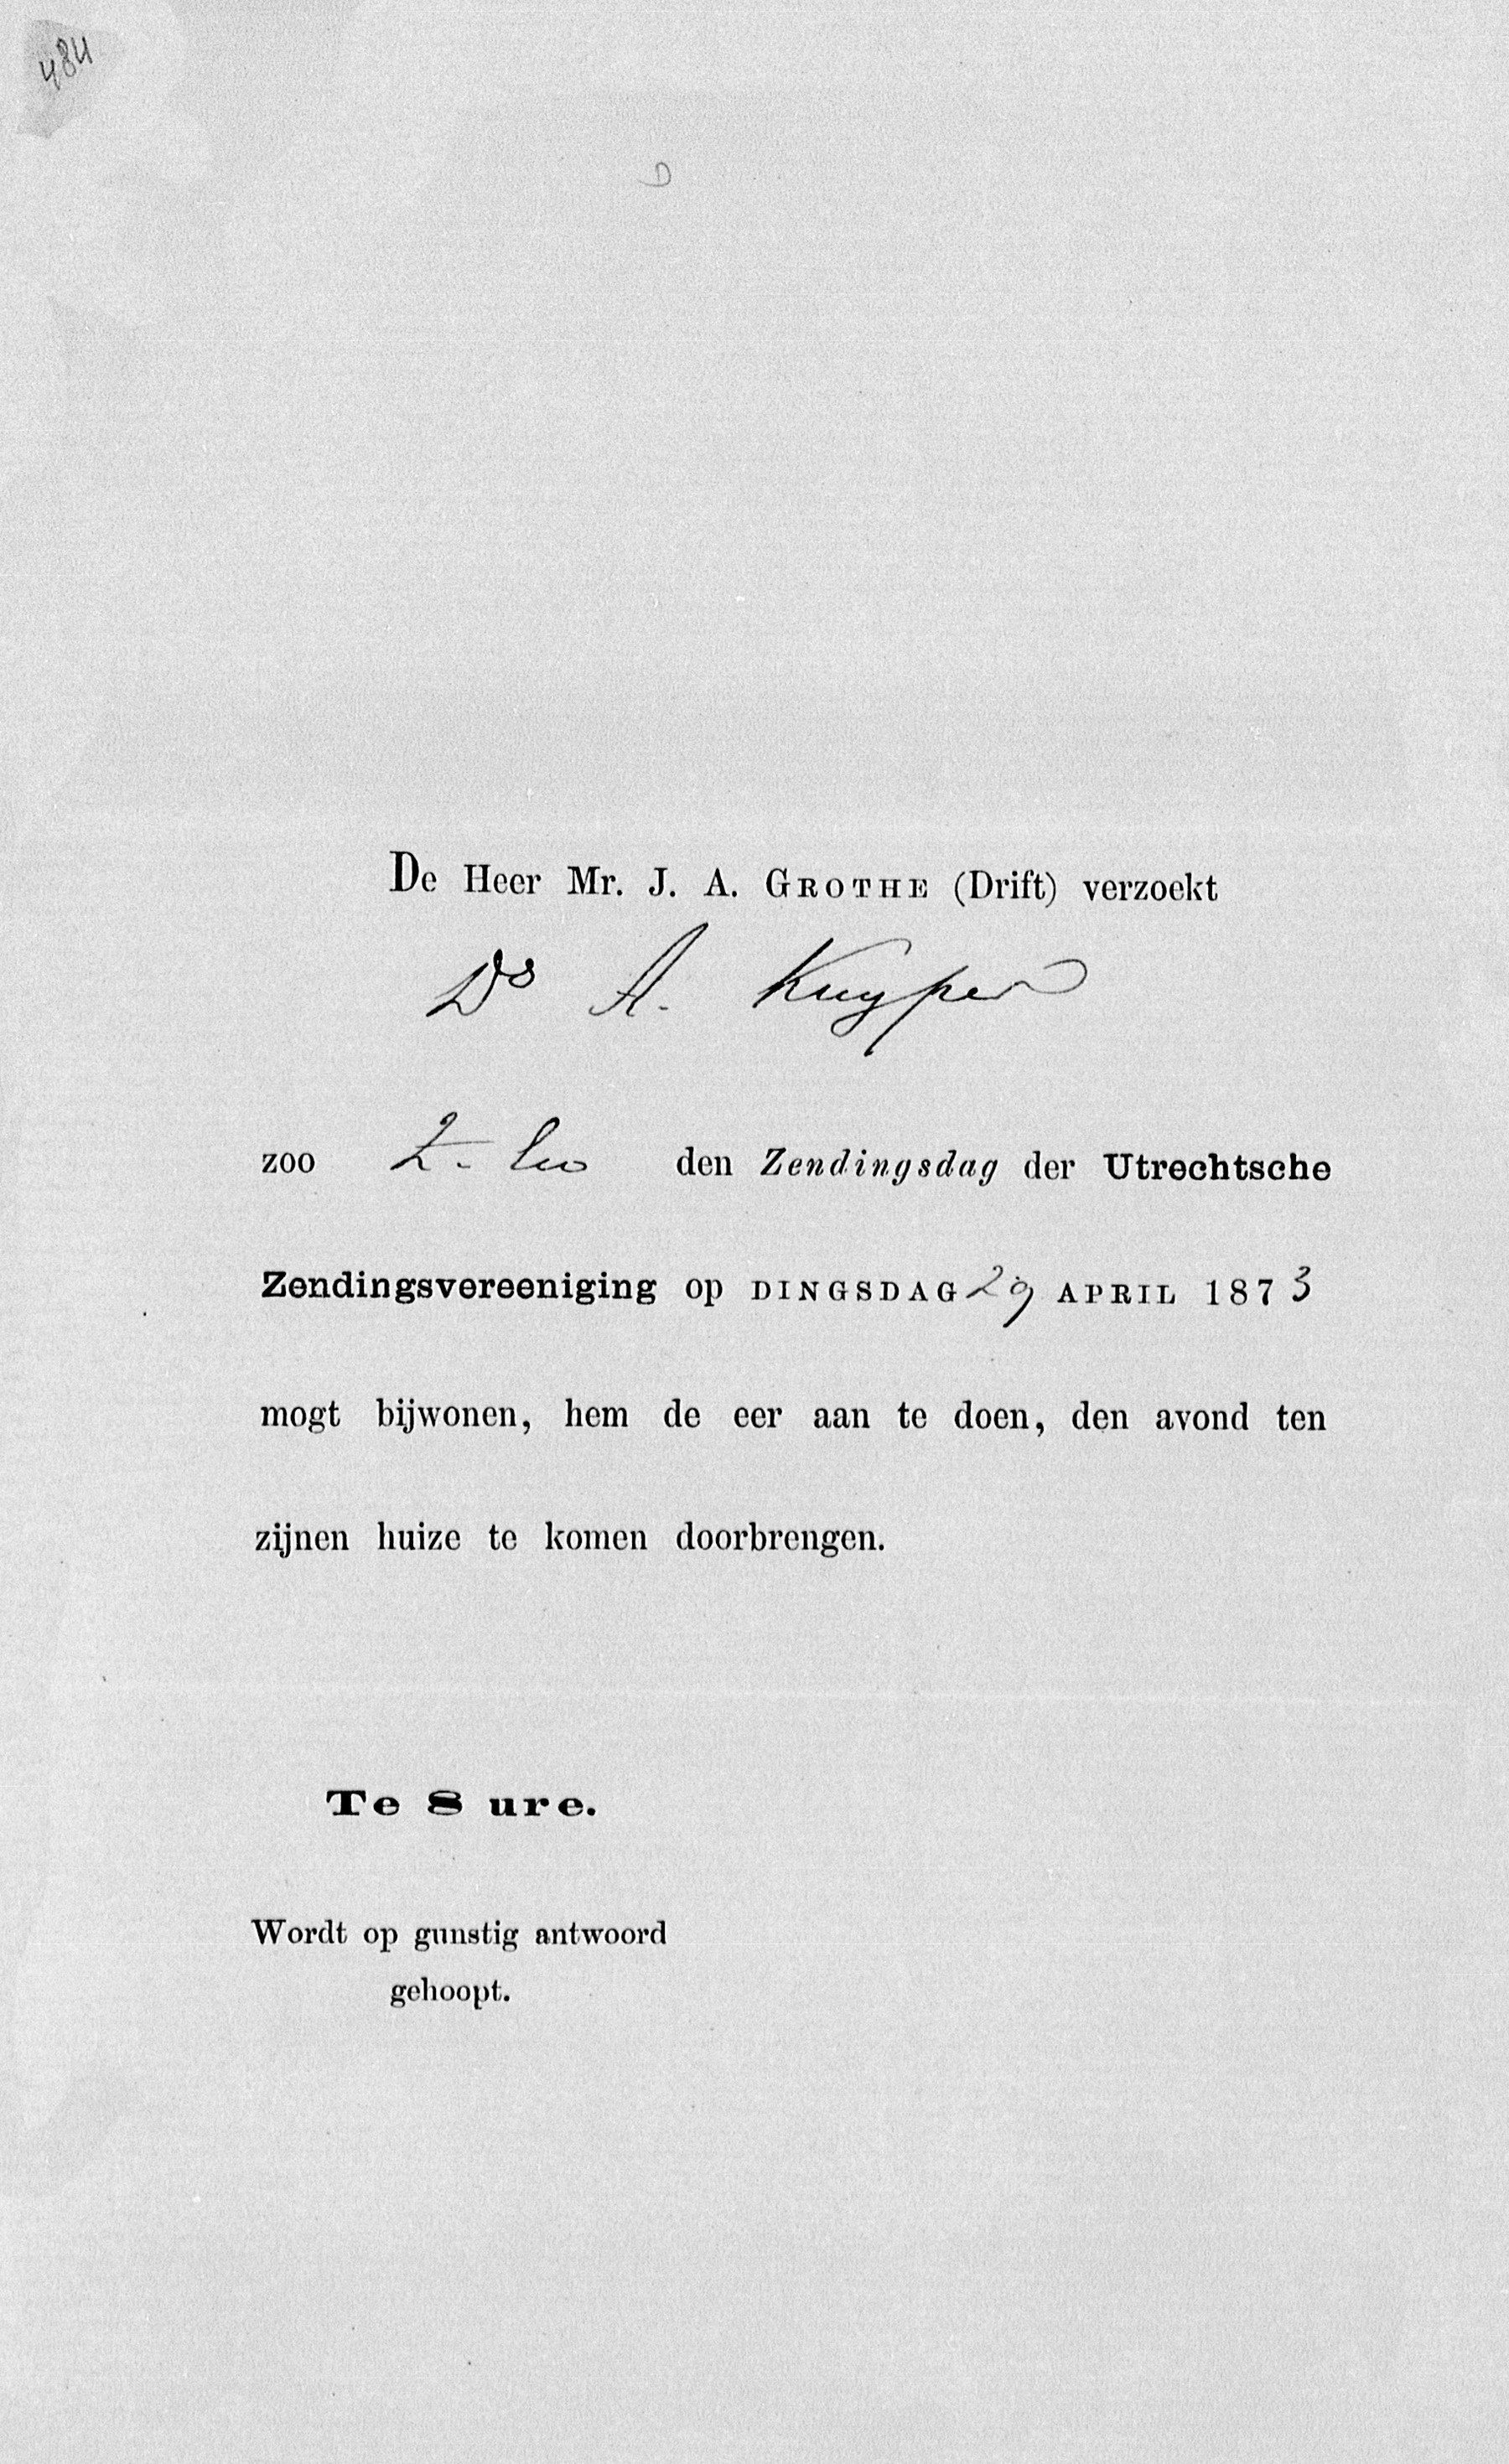 484
D
De Heer Mr. J. A. GROTHE (Drift) verzoekt
Ds A. Kuyper
zoo Z. Ew den Zendingsdag der Utrechtsche
Zendingsvereeniging op DINGSDAG 29 APRIL 1873
mogt bijwonen, hem de eer aan te doen, den avond ten
zijnen huize te komen doorbrengen.
Te 8 ure.
Wordt op gunstig antwoord
gehoopt.